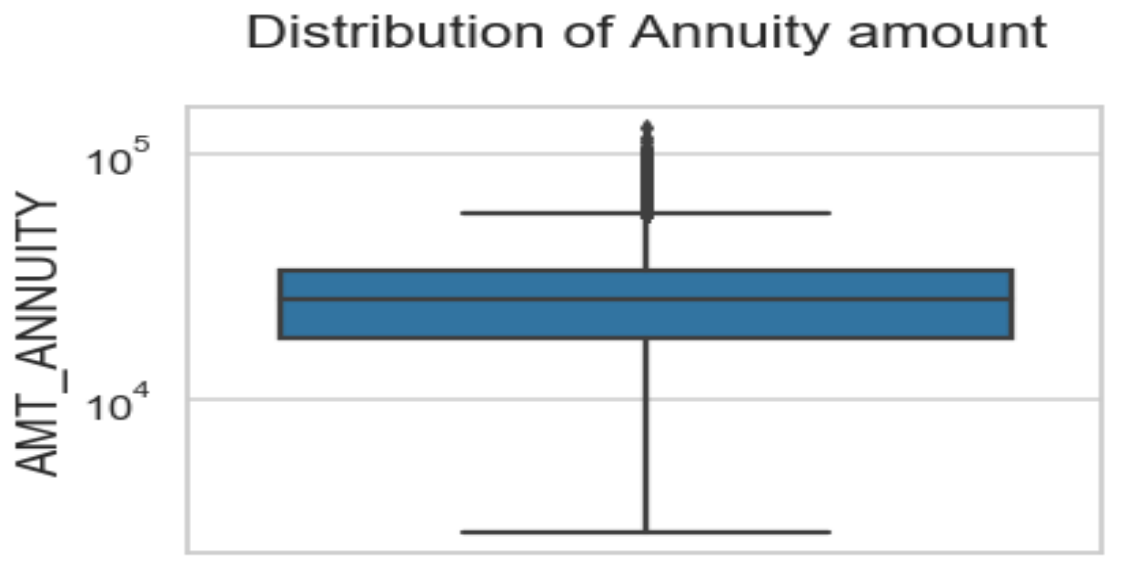 Distribution of Annuity amount
10^5
AMT_ANNUITY
10^4